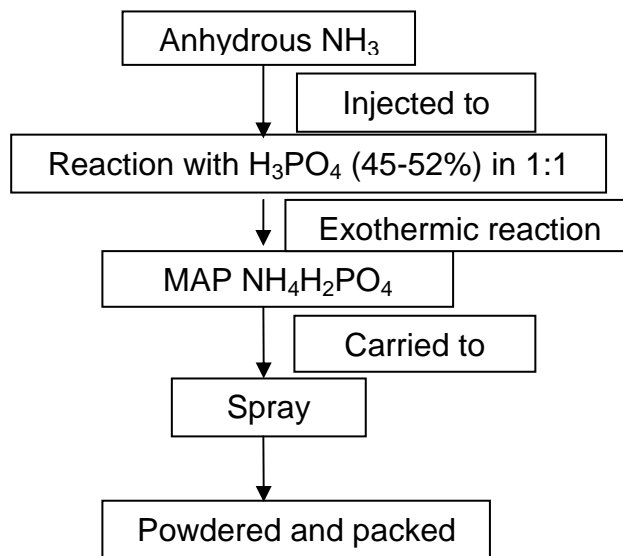 Anhydrous NH₃
Injected to
Reaction with H₃PO₄ (45-52%) in 1:1
Exothermic reaction
MAP NH₄H₂PO₄
Carried to
Spray
Powdered and packed